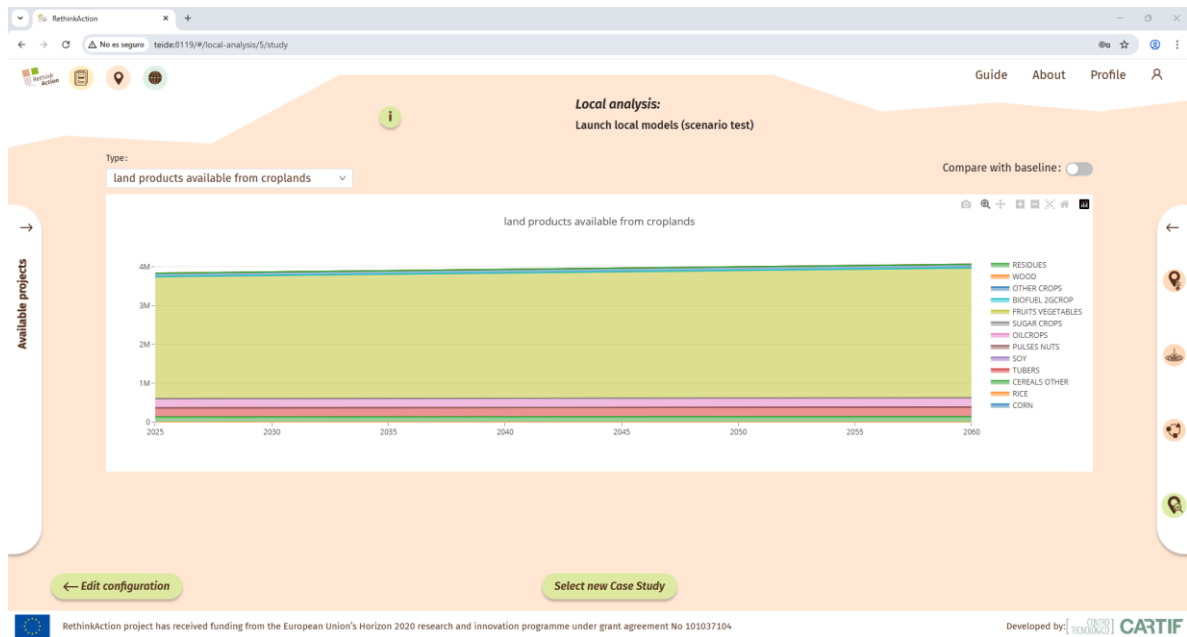 RethinkAction
No es seguro teide:8119/#/local-analysis/5/study
Rethink
Action
Guide About Profile
i
Local analysis:
Launch local models (scenario test)
Type:
land products available from croplands
Compare with baseline:
Available projects
land products available from croplands
4M
3M
2M
1M
0
2025 2030 2035 2040 2045 2050 2055 2060
RESIDUES
WOOD
OTHER CROPS
BIOFUEL 2GCROP
FRUITS VEGETABLES
SUGAR CROPS
OILCROPS
PULSES NUTS
SOY
TUBERS
CEREALS OTHER
RICE
CORN
← Edit configuration
Select new Case Study
RethinkAction project has received funding from the European Union's Horizon 2020 research and innovation programme under grant agreement No 101037104
Developed by:
CENTRO
TECNOLÓGICO
CARTIF